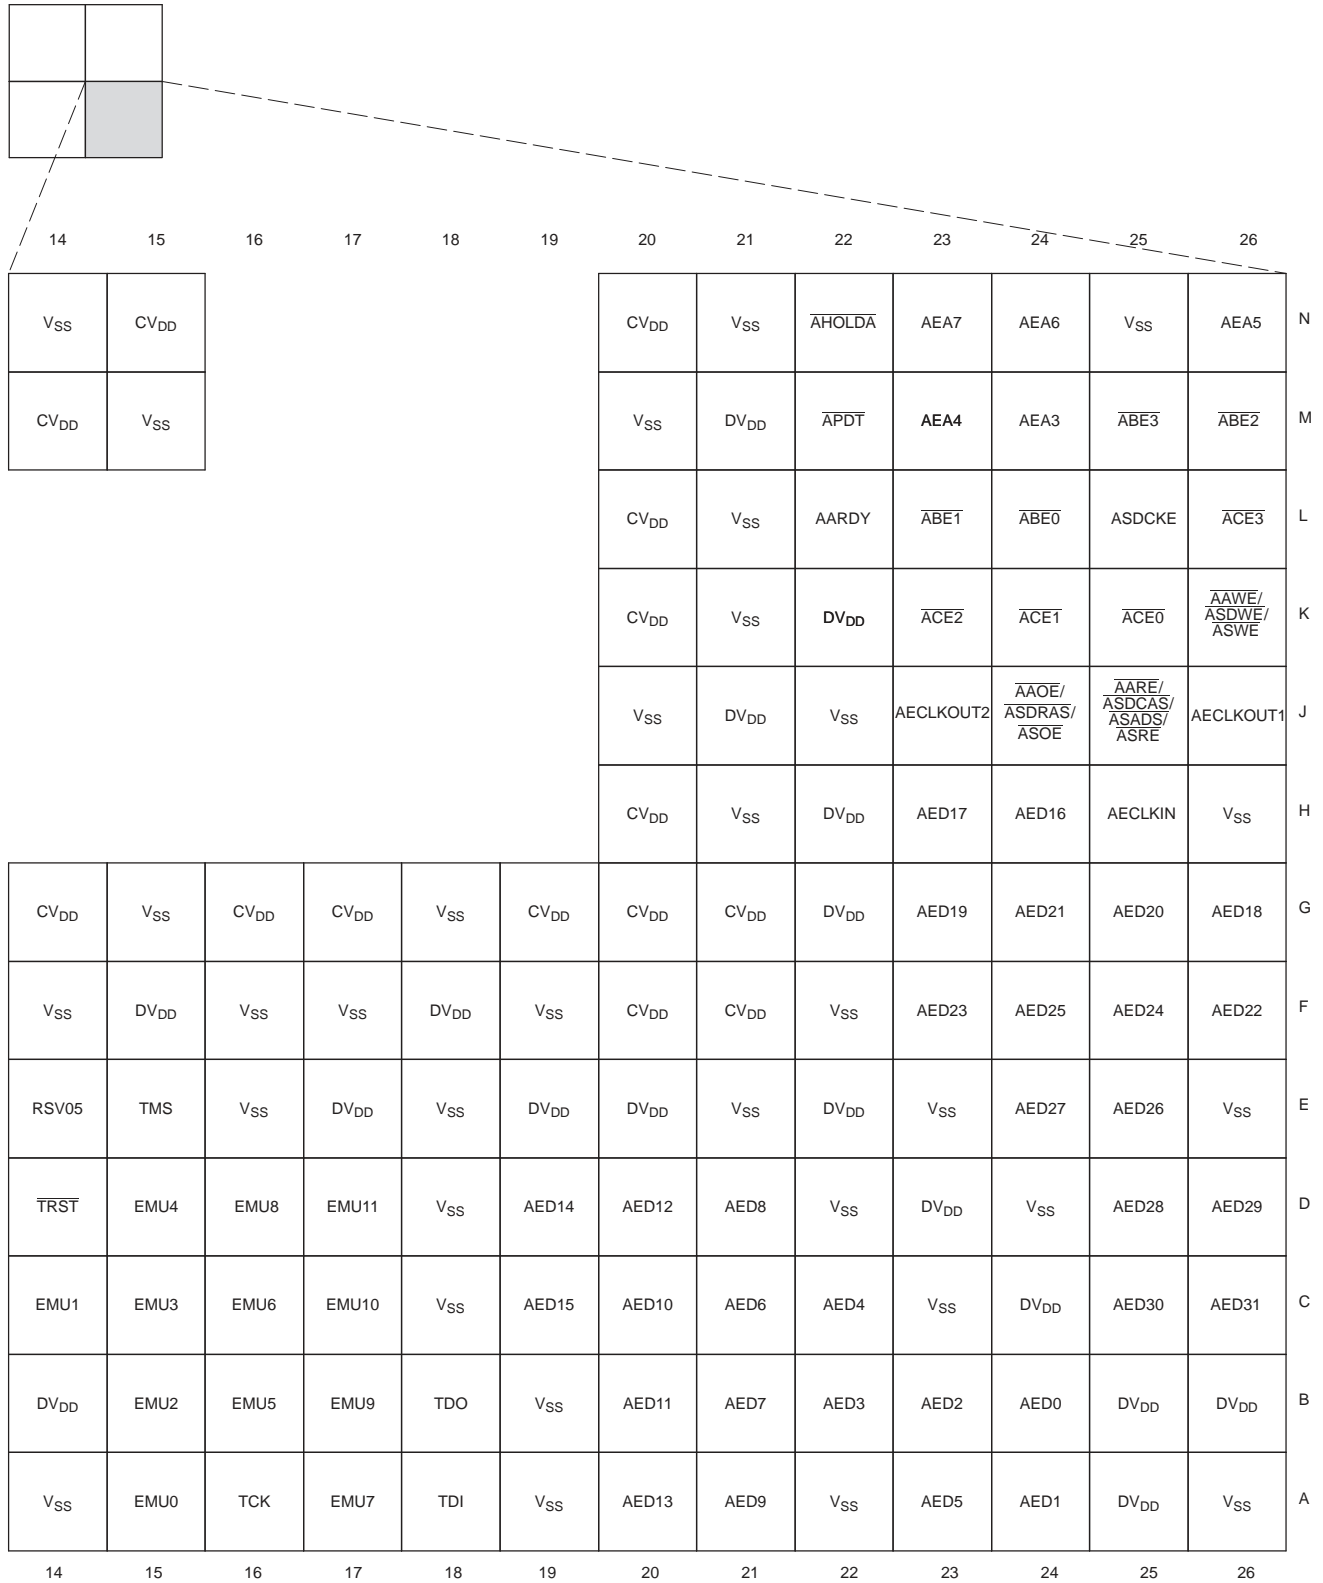 14 15 16 17 18 19 20 21 22 23 24 25 26
VSS CVDD CVDD VSS AHOLDA AEA7 AEA6 VSS AEA5 N
CVDD VSS VSS DVDD APDT AEA4 AEA3 ABE3 ABE2 M
CVDD VSS AARDY ABE1 ABE0 ASDCKE ACE3 L
CVDD VSS DVDD ACE2 ACE1 ACE0 AAWE/ ASDWE/ ASWE K
VSS DVDD VSS AECLKOUT2 AAOE/ ASDRAS/ ASOE AARE/ ASDCAS/ ASADS/ ASRE AECLKOUT1 J
CVDD VSS DVDD AED17 AED16 AECLKIN VSS H
CVDD VSS CVDD CVDD VSS CVDD CVDD CVDD DVDD AED19 AED21 AED20 AED18 G
VSS DVDD VSS VSS DVDD VSS CVDD CVDD VSS AED23 AED25 AED24 AED22 F
RSV05 TMS VSS DVDD VSS DVDD DVDD VSS DVDD VSS AED27 AED26 VSS E
TRST EMU4 EMU8 EMU11 VSS AED14 AED12 AED8 VSS DVDD VSS AED28 AED29 D
EMU1 EMU3 EMU6 EMU10 VSS AED15 AED10 AED6 AED4 VSS DVDD AED30 AED31 C
DVDD EMU2 EMU5 EMU9 TDO VSS AED11 AED7 AED3 AED2 AED0 DVDD DVDD B
VSS EMU0 TCK EMU7 TDI VSS AED13 AED9 VSS AED5 AED1 DVDD VSS A
14 15 16 17 18 19 20 21 22 23 24 25 26